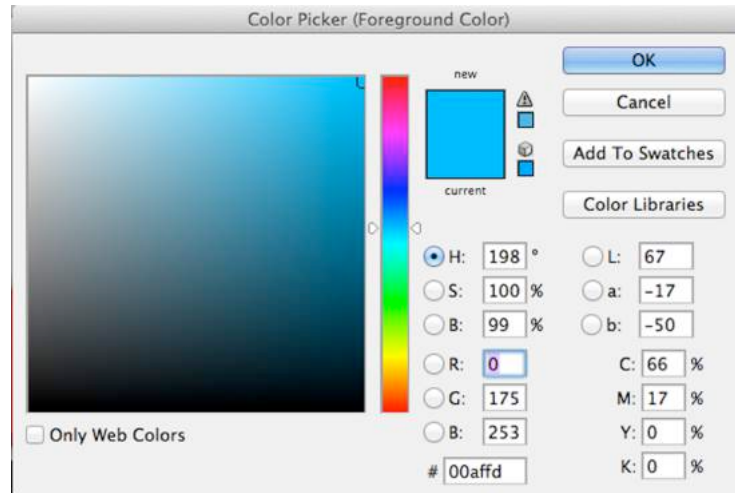 Color Picker (Foreground Color)
new
current
OK
Cancel
Add To Swatches
Color Libraries
H: 198 °
S: 100 %
B: 99 %
R: 0
G: 175
B: 253
# 00affd
L: 67
a: -17
b: -50
C: 66 %
M: 17 %
Y: 0 %
K: 0 %
Only Web Colors